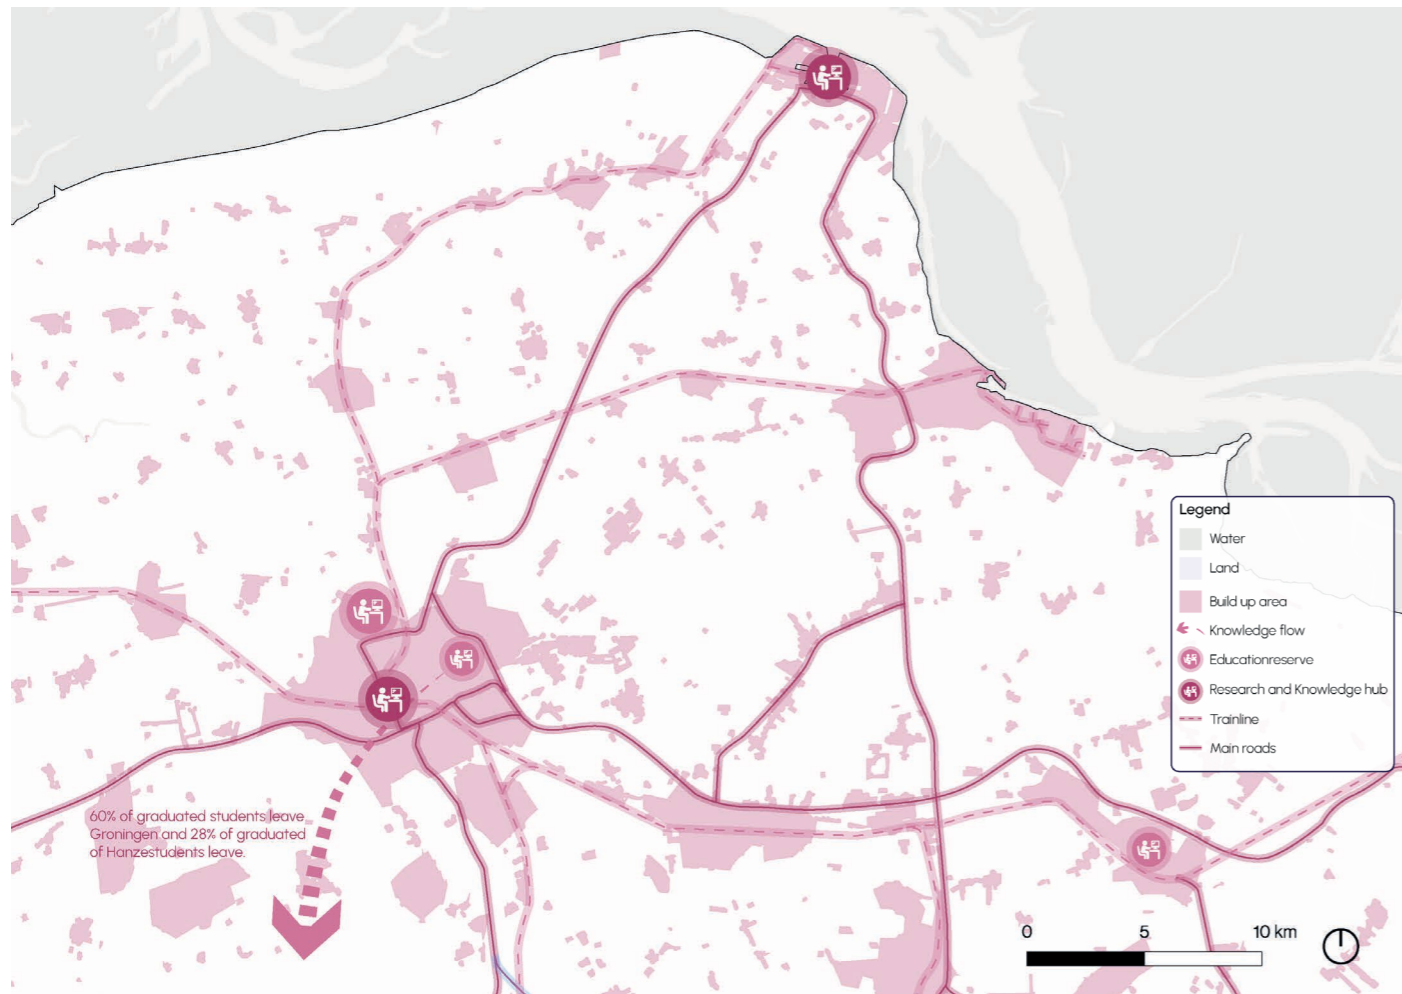 Legend
Water
Land
Build up area
Knowledge flow
Educationreserve
Research and Knowledge hub
Trainline
Main roads
60% of graduated students leave
Groningen and 28% of graduated
of Hanzestudents leave.
0 5 10 km